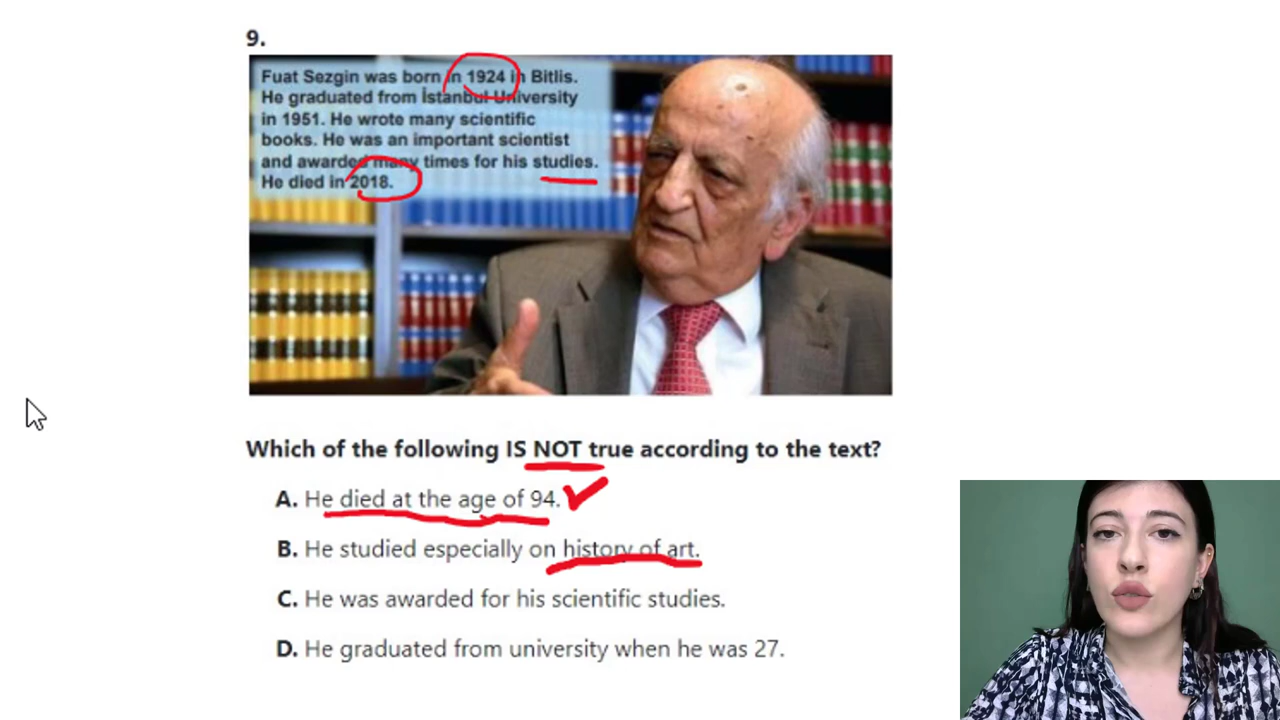 9.
Fuat Sezgin was born in 1924 in Bitlis.
He graduated from İstanbul University
in 1951. He wrote many scientific
books. He was an important scientist
and awarded many times for his studies.
He died in 2018.
Which of the following IS NOT true according to the text?
A. He died at the age of 94.
B. He studied especially on history of art.
C. He was awarded for his scientific studies.
D. He graduated from university when he was 27.